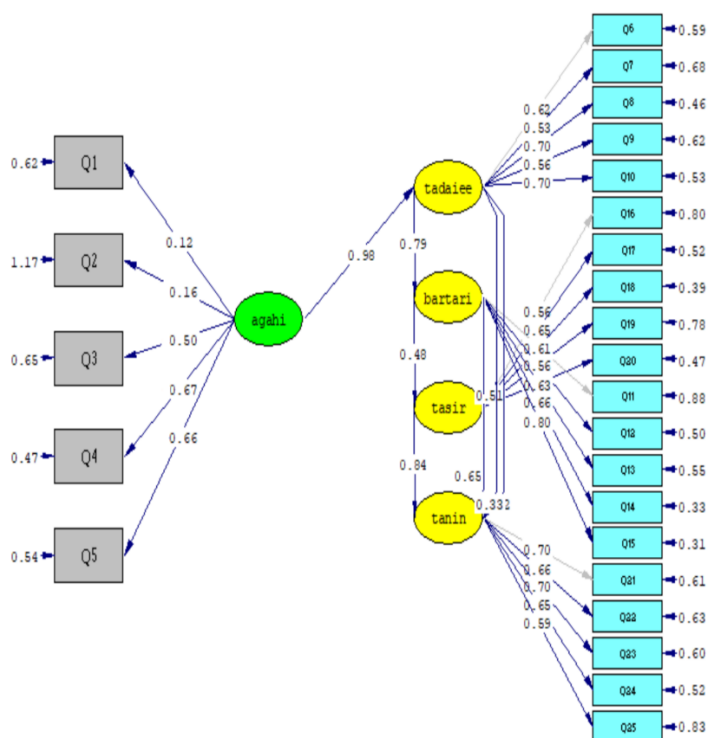 Q6
0.59
Q7
0.68
Q8
0.46
Q9
0.62
Q10
0.53
Q16
0.80
Q17
0.52
Q18
0.39
Q19
0.78
Q20
0.47
Q11
0.88
Q12
0.50
Q13
0.55
Q14
0.33
Q15
0.31
Q21
0.61
Q22
0.63
Q23
0.60
Q24
0.52
Q25
0.83
0.62
Q1
1.17
Q2
0.65
Q3
0.47
Q4
0.54
Q5
0.12
0.16
0.50
0.67
0.66
agahi
0.98
tadaiee
0.79
bartari
0.48
tasir
0.84
tanin
0.62
0.53
0.70
0.56
0.70
0.56
0.65
0.61
0.56
0.63
0.51
0.66
0.80
0.65
0.332
0.70
0.66
0.70
0.65
0.59